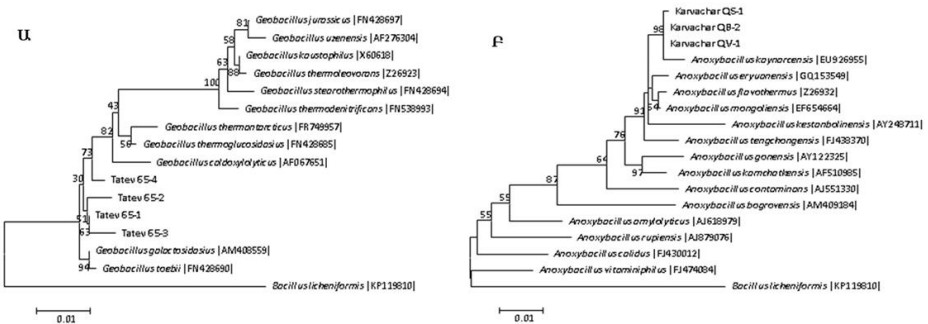 Ա
Geobacillus jurassicus |FN428697|
81
Geobacillus uzenensis |AF276304|
58
Geobacillus kaustophilus |X60618|
63
Geobacillus thermoleovorans |Z26923|
88
100
Geobacillus stearothermophilus |FN428694|
Geobacillus thermodenitrificans |FN538993|
43
Geobacillus thermantarcticus |FR749957|
82
Geobacillus thermoglucosidasius |FN428685|
56
73
Geobacillus caldoxylolyticus |AF067651|
30
Tatev 65-4
Tatev 65-2
51
Tatev 65-1
63
Tatev 65-3
Geobacillus galactosidasius |AM408559|
94
Geobacillus toebii |FN428690|
Bacillus licheniformis |KP119810|
0.01
Բ
Karvachar QS-1
98
Karvachar QB-2
Karvachar QV-1
Anoxybacillus kaynarcensis |EU926955|
Anoxybacillus eryuanensis |GQ153549|
Anoxybacillus flavothermus |Z26932|
54
Anoxybacillus mongoliensis |EF654664|
91
Anoxybacillus kestanbolinensis |AY248711|
76
Anoxybacillus tengchongensis |FJ438370|
64
Anoxybacillus gonensis |AY122325|
97
Anoxybacillus kamchatkensis |AF510985|
87
Anoxybacillus contaminans |AJ551330|
55
Anoxybacillus bogrovensis |AM409184|
55
Anoxybacillus amylolyticus |AJ618979|
Anoxybacillus rupiensis |AJ879076|
Anoxybacillus calidus |FJ430012|
Anoxybacillus vitaminiphilus |FJ474084|
Bacillus licheniformis |KP119810|
0.01